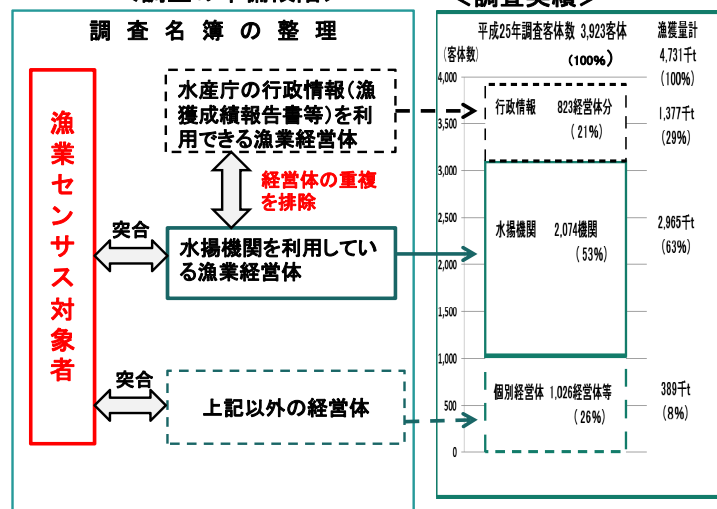 ＜調査実績＞
調査名簿の整理
漁業センサス対象者
水産庁の行政情報（漁
獲成績報告書等）を利
用できる漁業経営体
経営体の重複
を排除
突合
水揚機関を利用してい
る漁業経営体
突合
上記以外の経営体
平成25年調査客体数 3,923客体
（100%）
漁獲量計
4,731千t
(100%)
(客体数)
4,000
3,500
3,000
2,500
2,000
1,500
1,000
500
0
行政情報 823経営体分
(21%)
1,377千t
(29%)
水揚機関 2,074機関
(53%)
2,965千t
(63%)
個別経営体 1,026経営体等
(26%)
389千t
(8%)